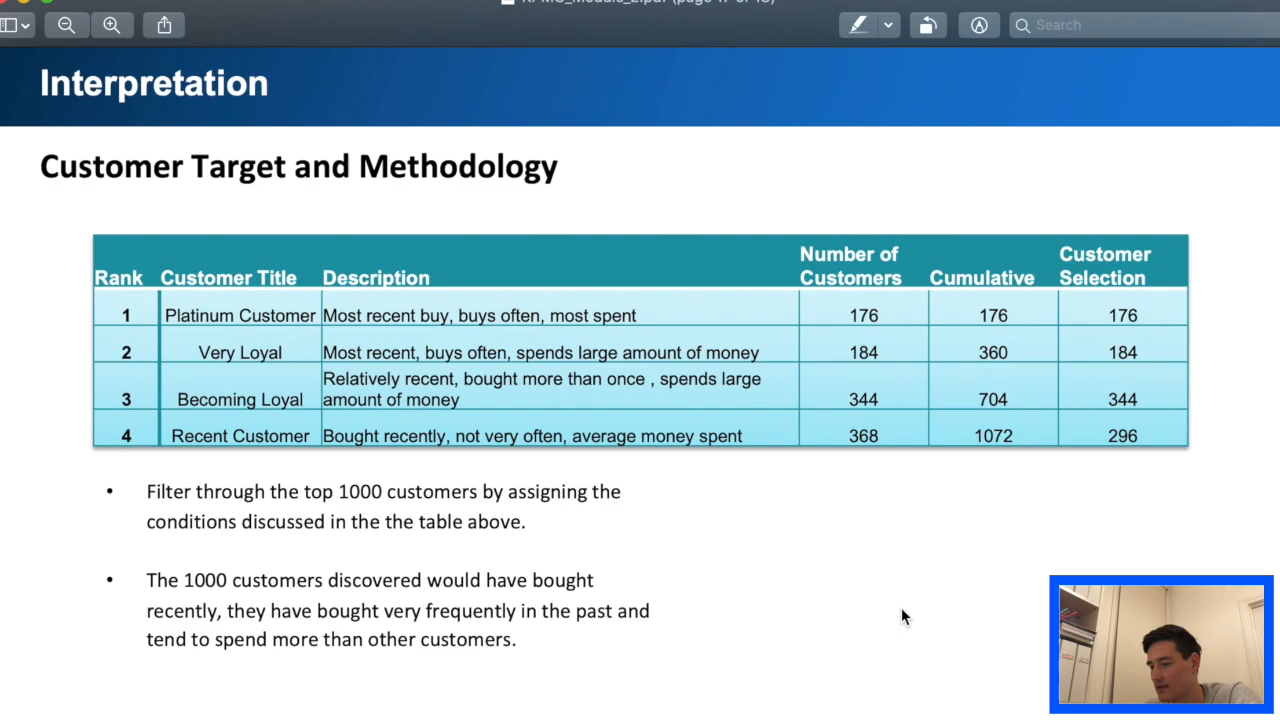 Search
Interpretation
Customer Target and Methodology
Rank Customer Title Description Number of Customers Cumulative Customer Selection
1 Platinum Customer Most recent buy, buys often, most spent 176 176 176
2 Very Loyal Most recent, buys often, spends large amount of money 184 360 184
3 Becoming Loyal Relatively recent, bought more than once , spends large amount of money 344 704 344
4 Recent Customer Bought recently, not very often, average money spent 368 1072 296
• Filter through the top 1000 customers by assigning the
conditions discussed in the the table above.
• The 1000 customers discovered would have bought
recently, they have bought very frequently in the past and
tend to spend more than other customers.